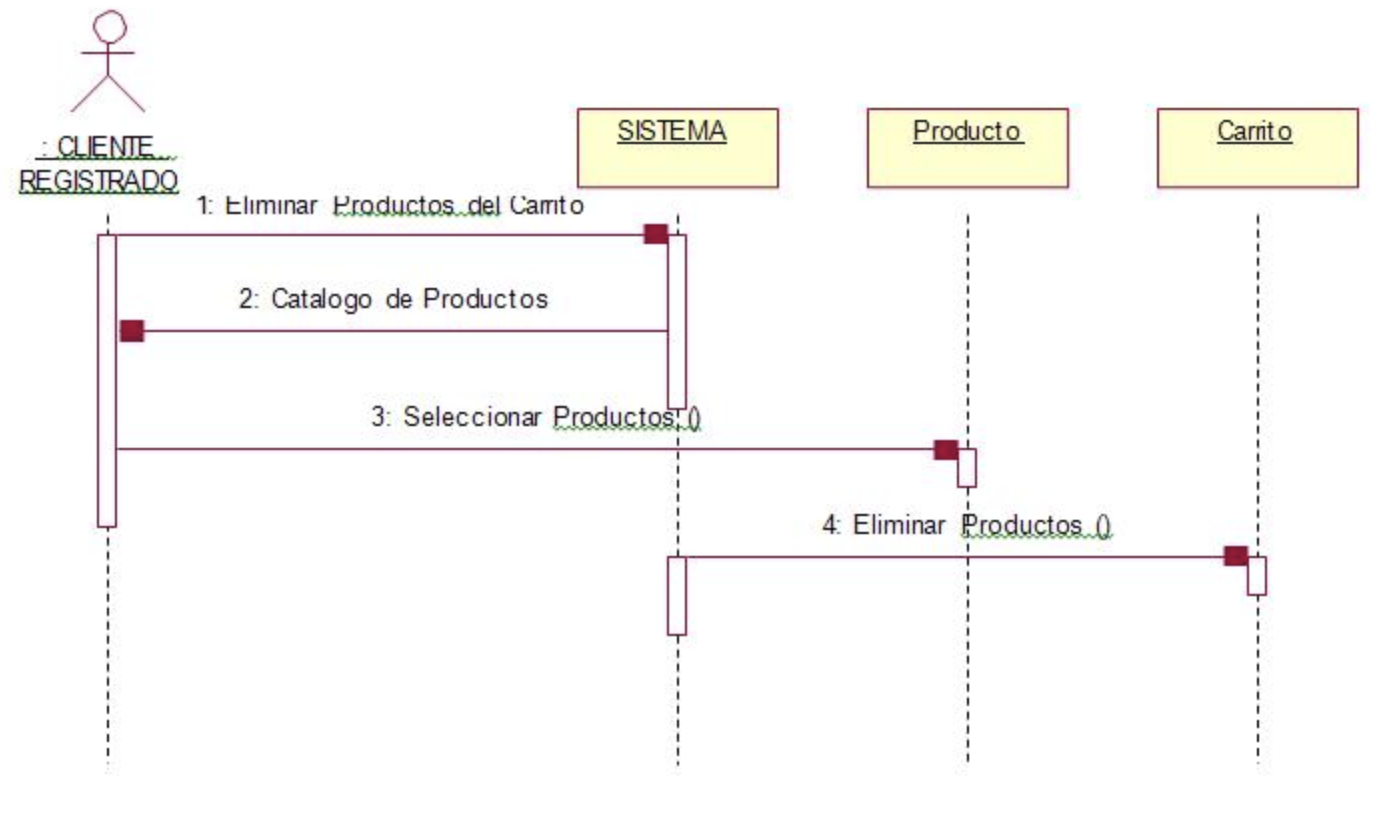 : CLIENTE
REGISTRADO
SISTEMA
Producto
Carrito
1: Eliminar Productos del Carrito
2: Catalogo de Productos
3: Seleccionar Productos ()
4: Eliminar Productos ()